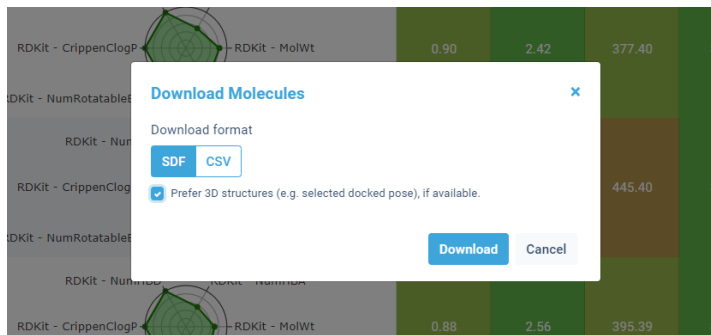 RDKit - CrippenClogP
RDKit - MolWt
0.90
2.42
377.40
Download Molecules
×
RDKit - NumRotatableB
Download format
RDKit - Num
SDF
CSV
Prefer 3D structures (e.g. selected docked pose), if available.
RDKit - CrippenClog
445.40
RDKit - NumRotatableB
Download
Cancel
RDKit - NumHBD
RDKit - NumHBA
RDKit - CrippenClogP
RDKit - MolWt
0.88
2.56
395.39